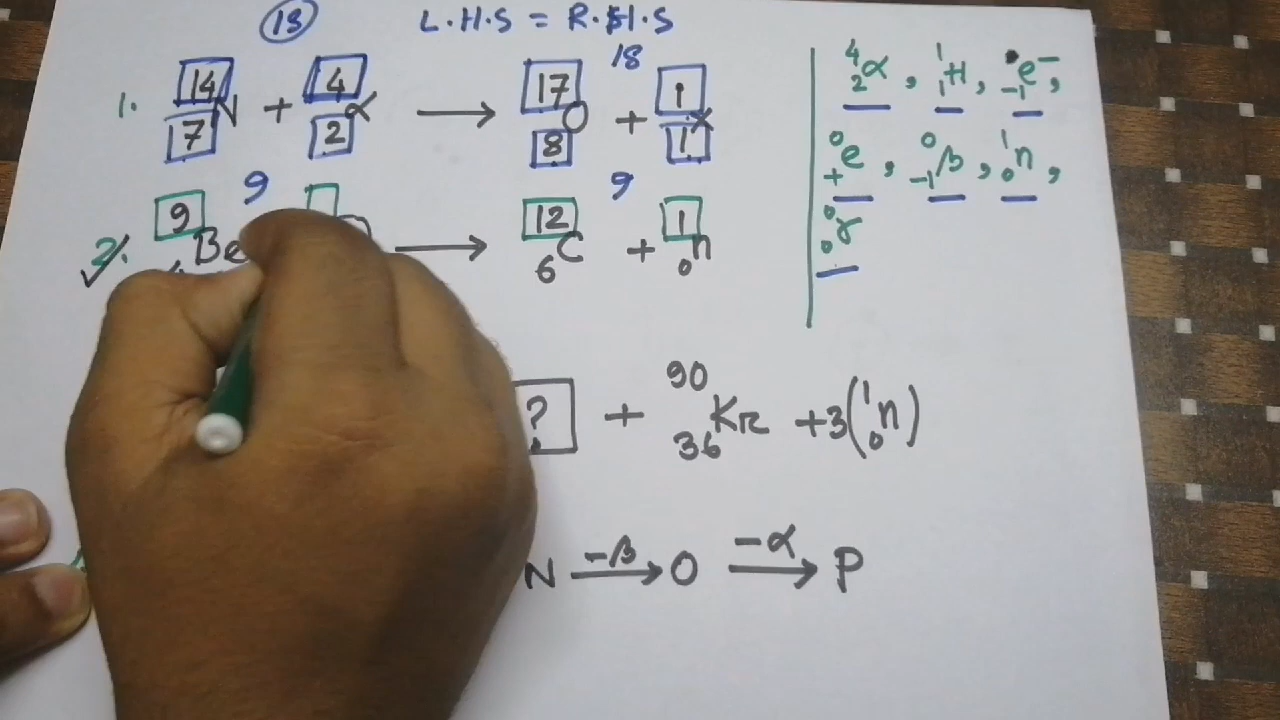 13 L.H.S = R.H.S
18
1. 14 7 N + 4 2 α → 17 8 O + 1 1 X
9 9
2. 9 Be → 12 6 C + 1 0 n
? + 90 36 Kr + 3(1 0 n)
N -β → O -α → P
4 2 α, 1 1 H, -1 e-,
0 + e, 0 -1 β, 1 0 n,
0 0 γ